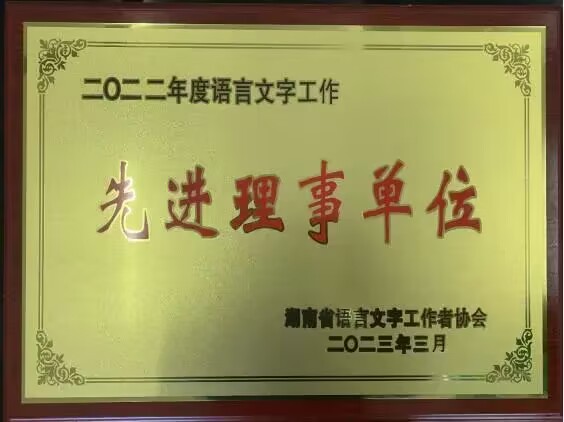 二〇二二年度语言文字工作
先进理事单位
湖南省语言文字工作者协会
二〇二三年三月